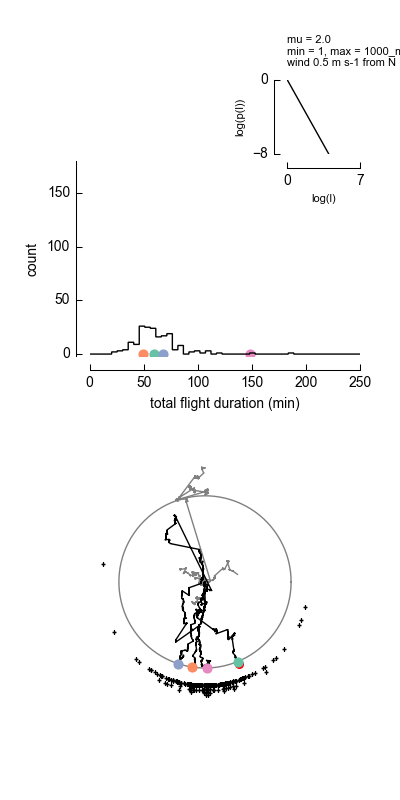 mu = 2.0
min = 1, max = 1000_m
wind 0.5 m s-1 from N
0
log(p(l))
−8
0
7
log(l)
150
100
50
0
count
0
50
100
150
200
250
total flight duration (min)